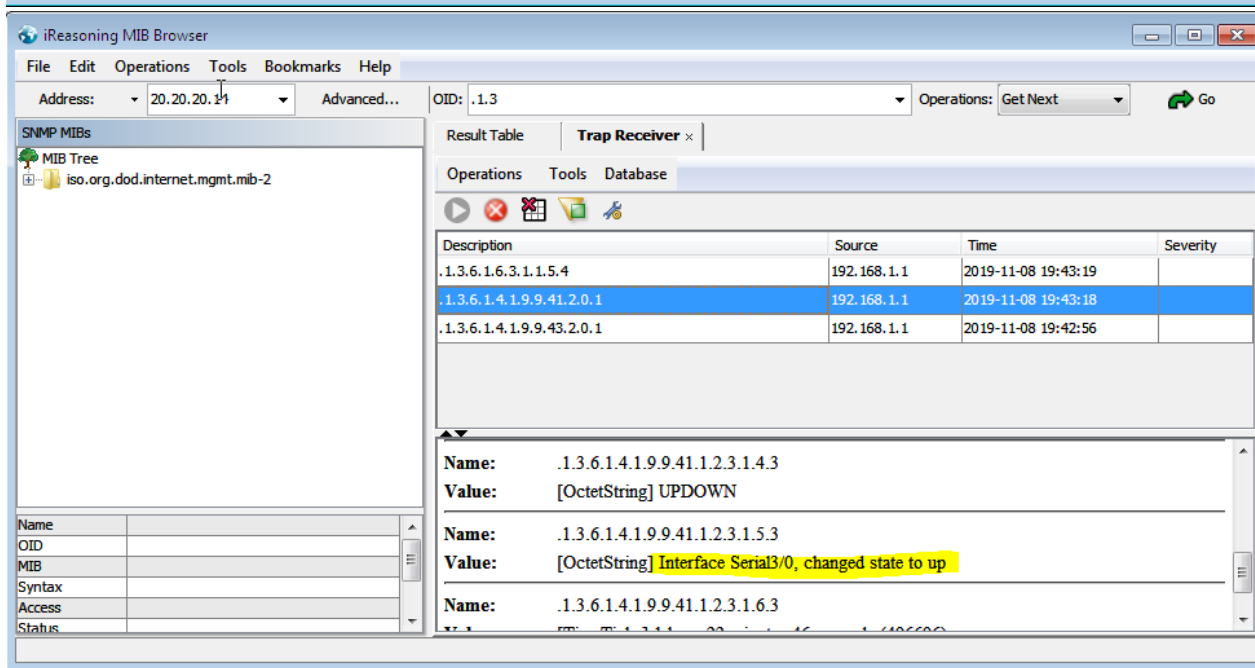 iReasoning MIB Browser
File Edit Operations Tools Bookmarks Help
Address: 20.20.20.11 Advanced... OID: .1.3 Operations: Get Next Go
SNMP MIBs
Result Table Trap Receiver ×
MIB Tree
iso.org.dod.internet.mgmt.mib-2
Operations Tools Database
Description Source Time Severity
.1.3.6.1.6.3.1.1.5.4 192.168.1.1 2019-11-08 19:43:19
.1.3.6.1.4.1.9.9.41.2.0.1 192.168.1.1 2019-11-08 19:43:18
.1.3.6.1.4.1.9.9.43.2.0.1 192.168.1.1 2019-11-08 19:42:56
Name: .1.3.6.1.4.1.9.9.41.1.2.3.1.4.3
Value: [OctetString] UPDOWN
Name: .1.3.6.1.4.1.9.9.41.1.2.3.1.5.3
Value: [OctetString] Interface Serial3/0, changed state to up
Name: .1.3.6.1.4.1.9.9.41.1.2.3.1.6.3
Name
OID
MIB
Syntax
Access
Status